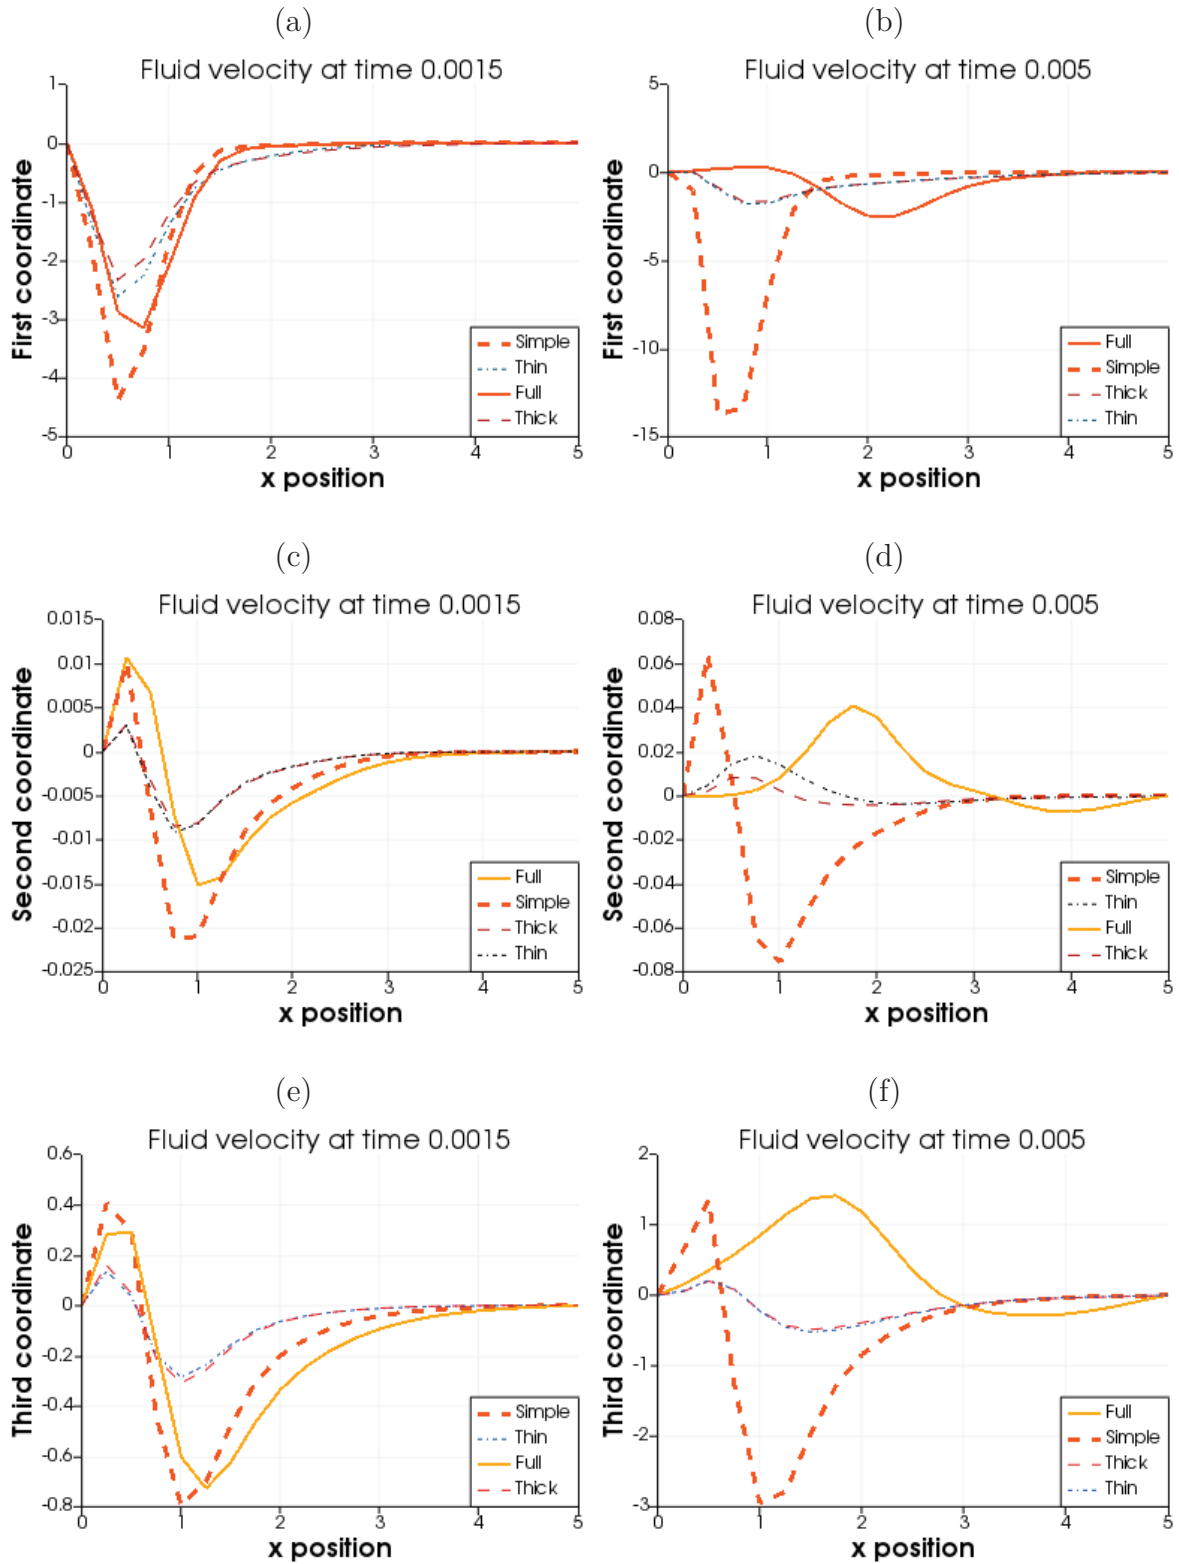 (a)
Fluid velocity at time 0.0015
1
0
-1
-2
-3
-4
-5
First coordinate
0 1 2 3 4 5
x position
Simple
Thin
Full
Thick
(b)
Fluid velocity at time 0.005
5
0
-5
-10
-15
First coordinate
0 1 2 3 4 5
x position
Full
Simple
Thick
Thin
(c)
Fluid velocity at time 0.0015
0.015
0.01
0.005
0
-0.005
-0.01
-0.015
-0.02
-0.025
Second coordinate
0 1 2 3 4 5
x position
Full
Simple
Thick
Thin
(d)
Fluid velocity at time 0.005
0.08
0.06
0.04
0.02
0
-0.02
-0.04
-0.06
-0.08
Second coordinate
0 1 2 3 4 5
x position
Simple
Thin
Full
Thick
(e)
Fluid velocity at time 0.0015
0.6
0.4
0.2
0
-0.2
-0.4
-0.6
-0.8
Third coordinate
0 1 2 3 4 5
x position
Simple
Thin
Full
Thick
(f)
Fluid velocity at time 0.005
2
1
0
-1
-2
-3
Third coordinate
0 1 2 3 4 5
x position
Full
Simple
Thick
Thin